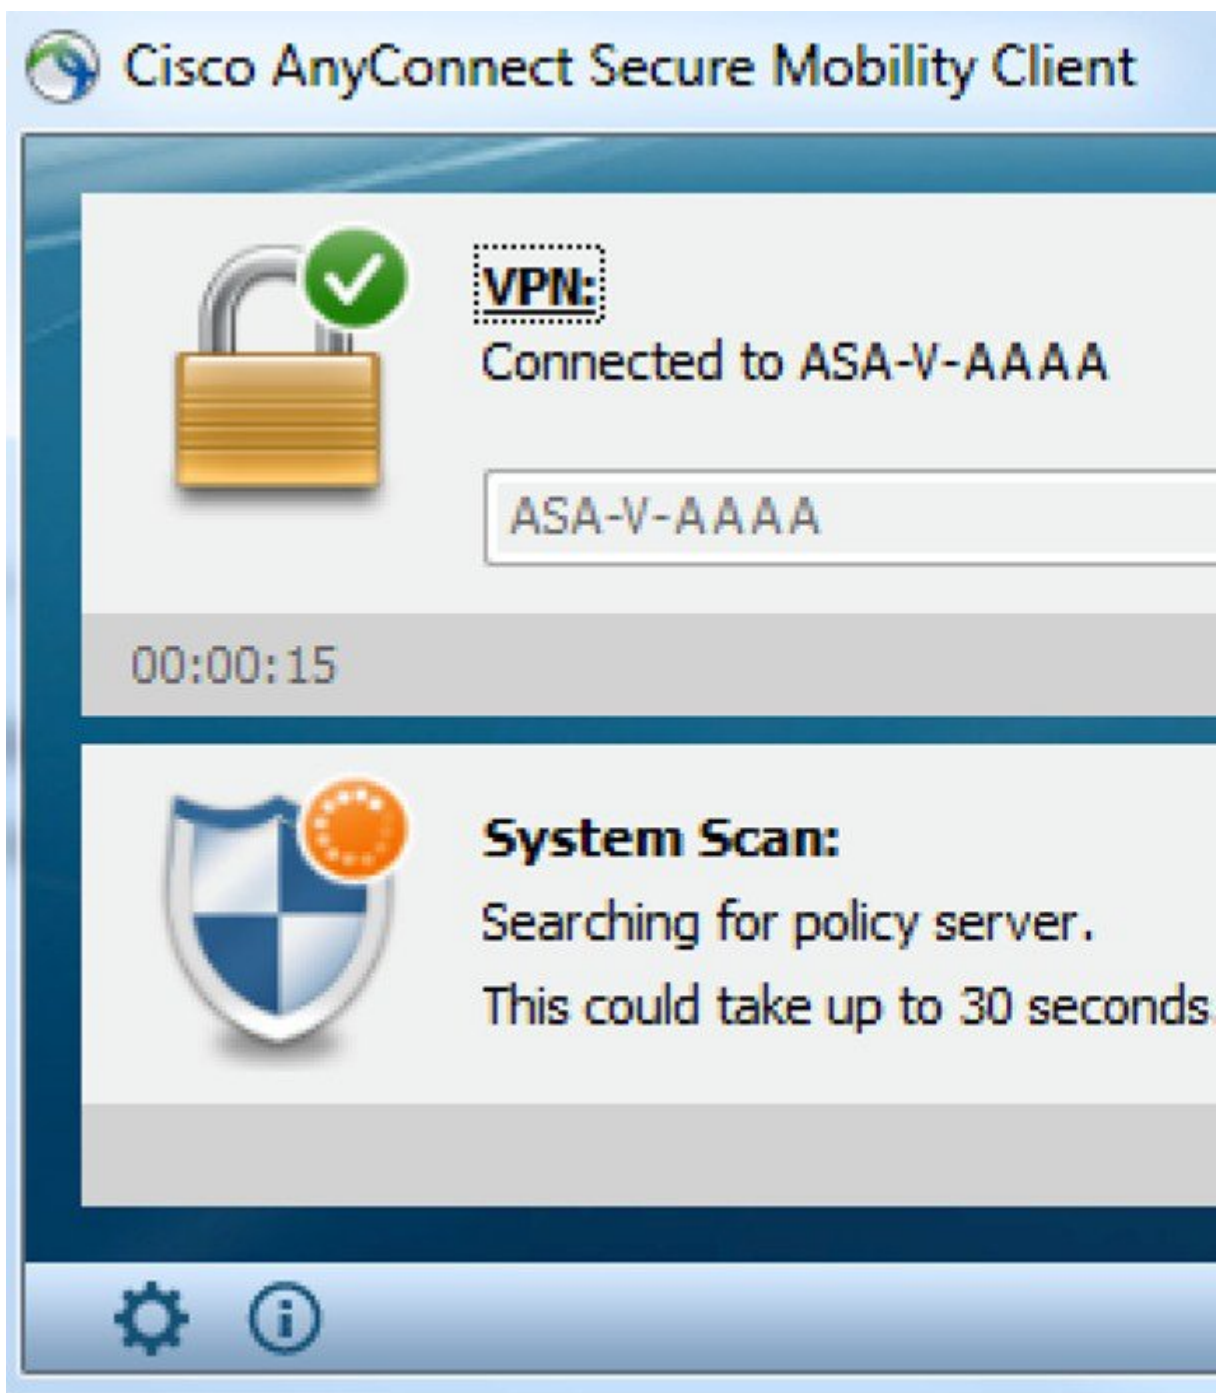 Cisco AnyConnect Secure Mobility Client
VPN:
Connected to ASA-V-AAAA
ASA-V-AAAA
00:00:15
System Scan:
Searching for policy server.
This could take up to 30 seconds.